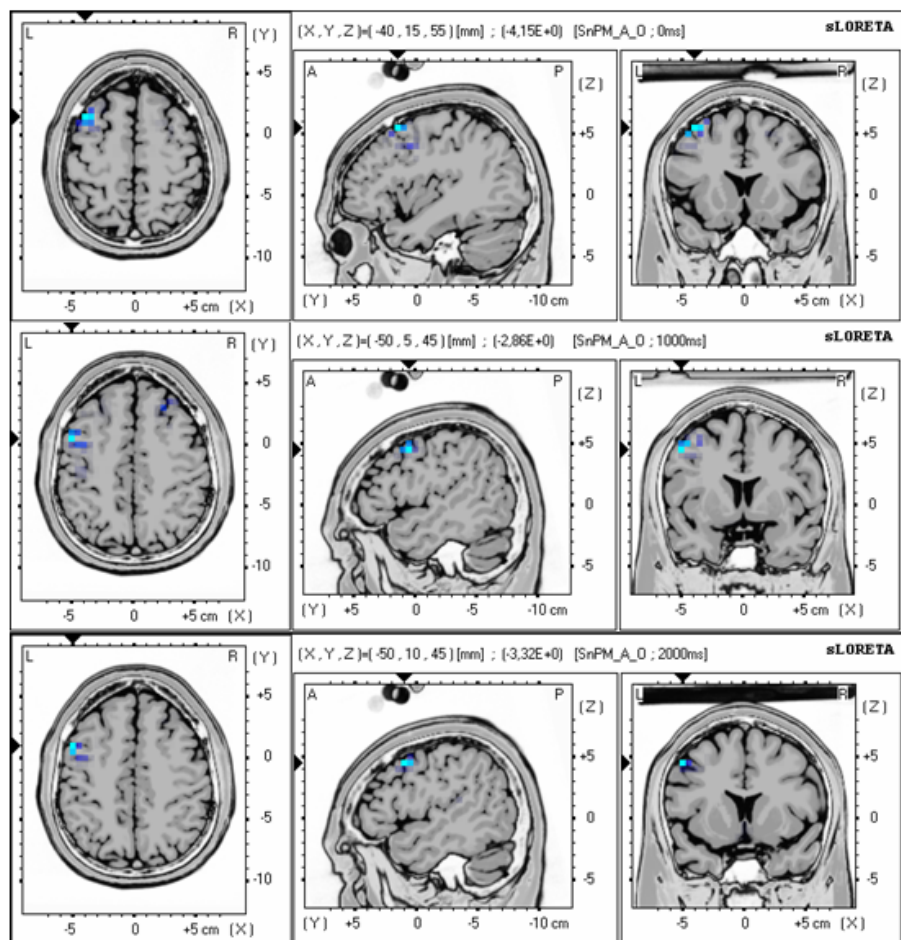 (X, Y, Z)=(-40, 15, 55) [mm] ; (-4,15E+0) [SnPM_A_O ; 0ms] sLORETA
L R (Y)
+5
0
-5
-10
-5 0 +5 cm (X)
A P (Z)
+5
0
-5
(Y) +5 0 -5 -10 cm
L R (Z)
+5
0
-5
-5 0 +5 cm (X)
(X, Y, Z)=(-50, 5, 45) [mm] ; (-2,86E+0) [SnPM_A_O ; 1000ms] sLORETA
L R (Y)
+5
0
-5
-10
-5 0 +5 cm (X)
A P (Z)
+5
0
-5
(Y) +5 0 -5 -10 cm
L R (Z)
+5
0
-5
-5 0 +5 cm (X)
(X, Y, Z)=(-50, 10, 45) [mm] ; (-3,32E+0) [SnPM_A_O ; 2000ms] sLORETA
L R (Y)
+5
0
-5
-10
-5 0 +5 cm (X)
A P (Z)
+5
0
-5
(Y) +5 0 -5 -10 cm
L R (Z)
+5
0
-5
-5 0 +5 cm (X)